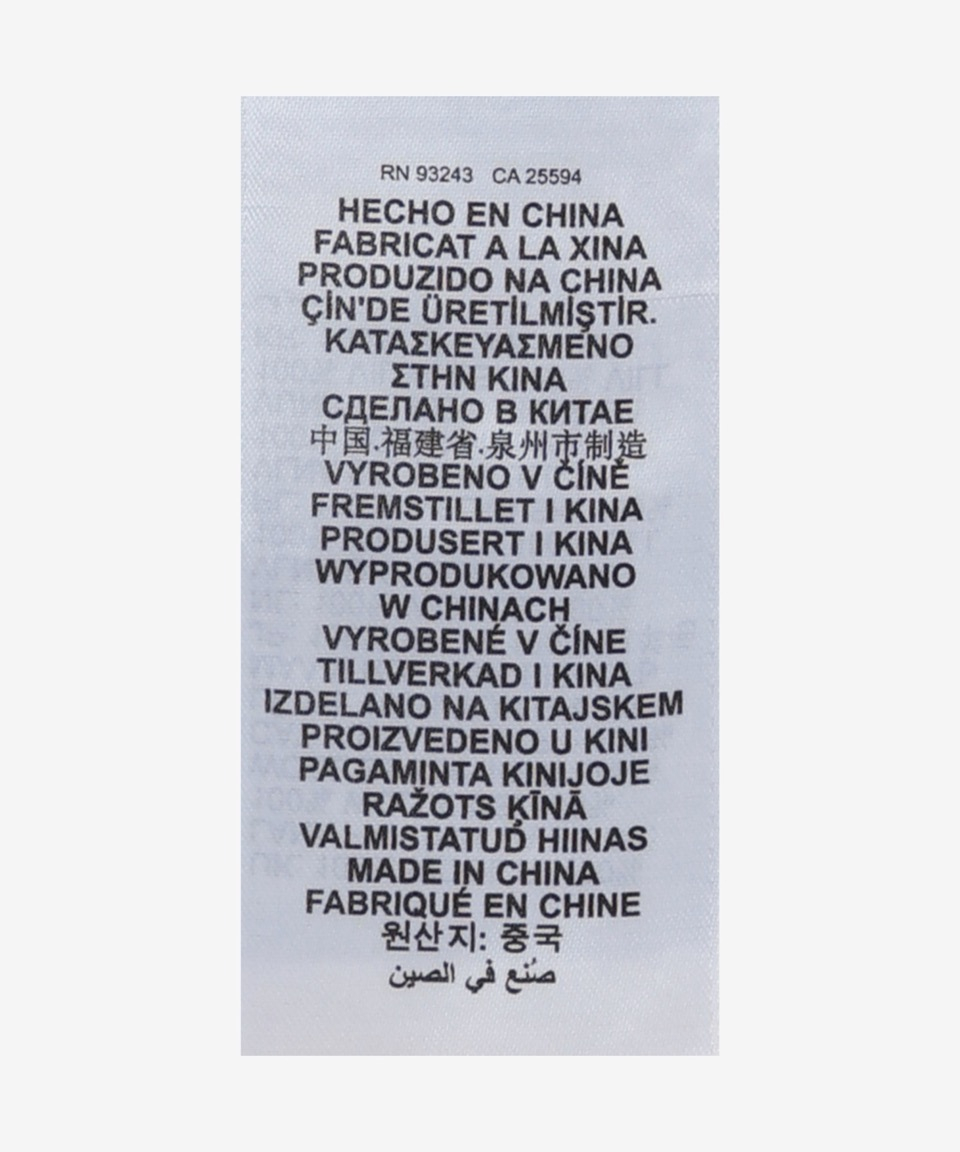 RN 93243 CA 25594
HECHO EN CHINA
FABRICAT A LA XINA
PRODUZIDO NA CHINA
ÇİN'DE ÜRETİLMİŞTİR.
ΚΑΤΑΣΚΕΥΑΣΜΕΝΟ
ΣΤΗΝ ΚΙΝΑ
СДЕЛАНО В КИТАЕ
中国.福建省.泉州市制造
VYROBENO V ČÍNĚ
FREMSTILLET I KINA
PRODUSERT I KINA
WYPRODUKOWANO
W CHINACH
VYROBENÉ V ČÍNE
TILLVERKAD I KINA
IZDELANO NA KITAJSKEM
PROIZVEDENO U KINI
PAGAMINTA KINIJOJE
RAŽOTS ĶĪNĀ
VALMISTATUD HIINAS
MADE IN CHINA
FABRIQUÉ EN CHINE
원산지: 중국
صُنع في الصين